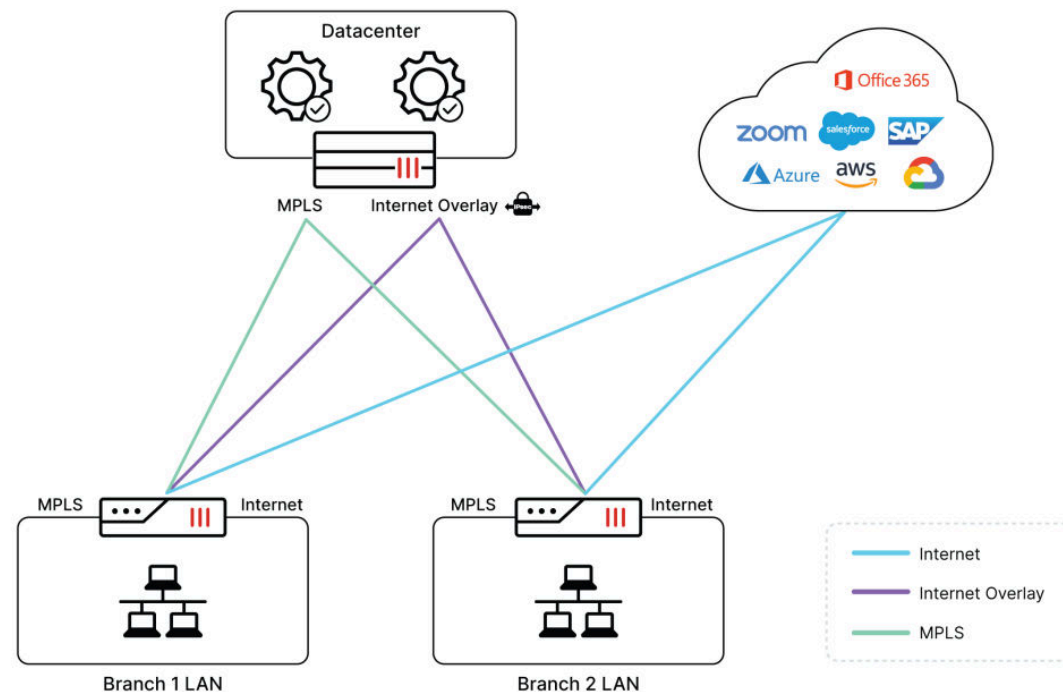 Datacenter
Office 365
zoom
salesforce
SAP
Azure
aws
MPLS
Internet Overlay
IPsec
MPLS
Internet
MPLS
Internet
Internet
Internet Overlay
MPLS
Branch 1 LAN
Branch 2 LAN